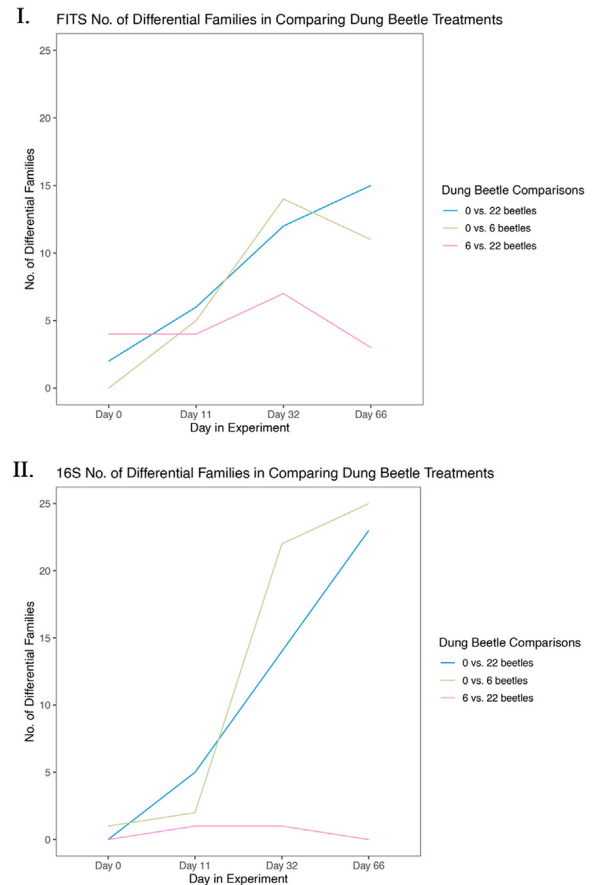 I.
FITS No. of Differential Families in Comparing Dung Beetle Treatments
25
20
15
10
5
0
No. of Differential Families
Day 0 Day 11 Day 32 Day 66
Day in Experiment
Dung Beetle Comparisons
0 vs. 22 beetles
0 vs. 6 beetles
6 vs. 22 beetles
II.
16S No. of Differential Families in Comparing Dung Beetle Treatments
25
20
15
10
5
0
No. of Differential Families
Day 0 Day 11 Day 32 Day 66
Day in Experiment
Dung Beetle Comparisons
0 vs. 22 beetles
0 vs. 6 beetles
6 vs. 22 beetles